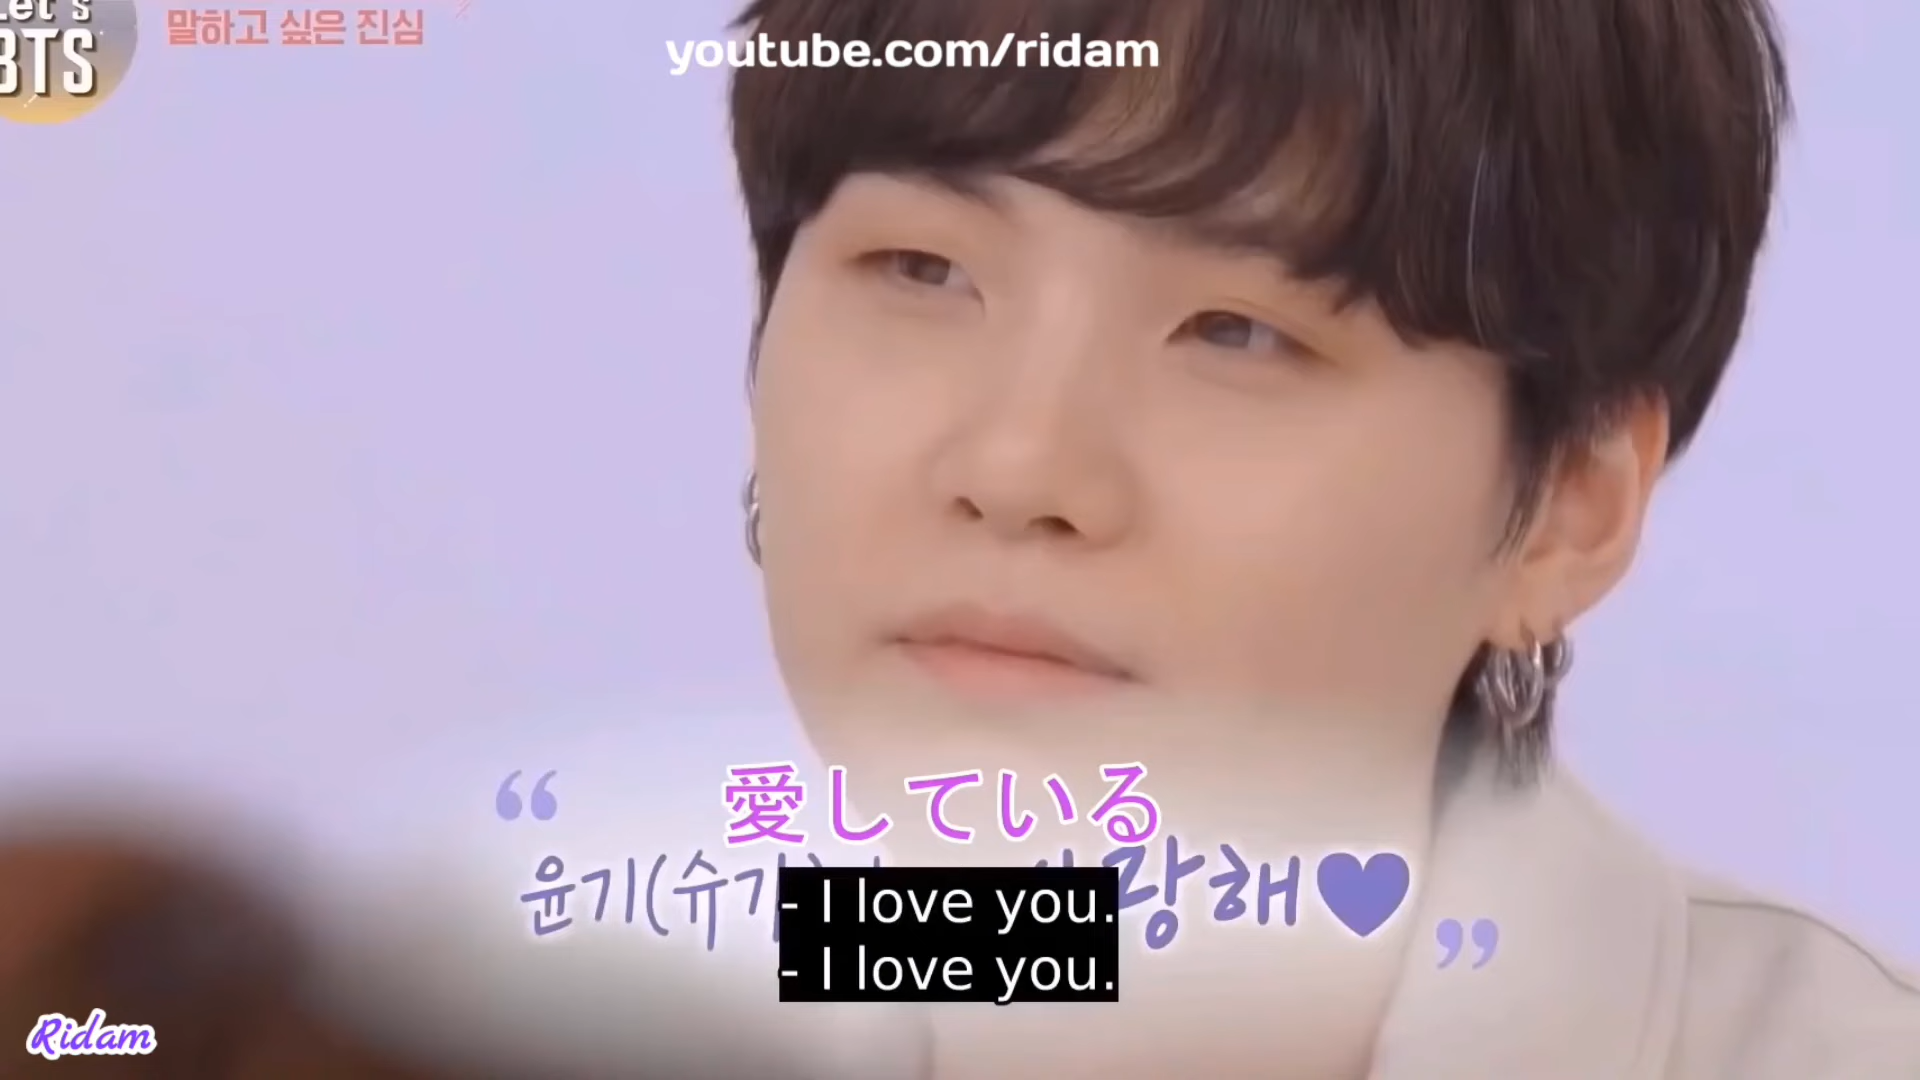 Let's
BTS
말하고 싶은 진심
youtube.com/ridam
“
愛している
윤기(슈가
랑해♥
”
- I love you.
- I love you.
Ridam